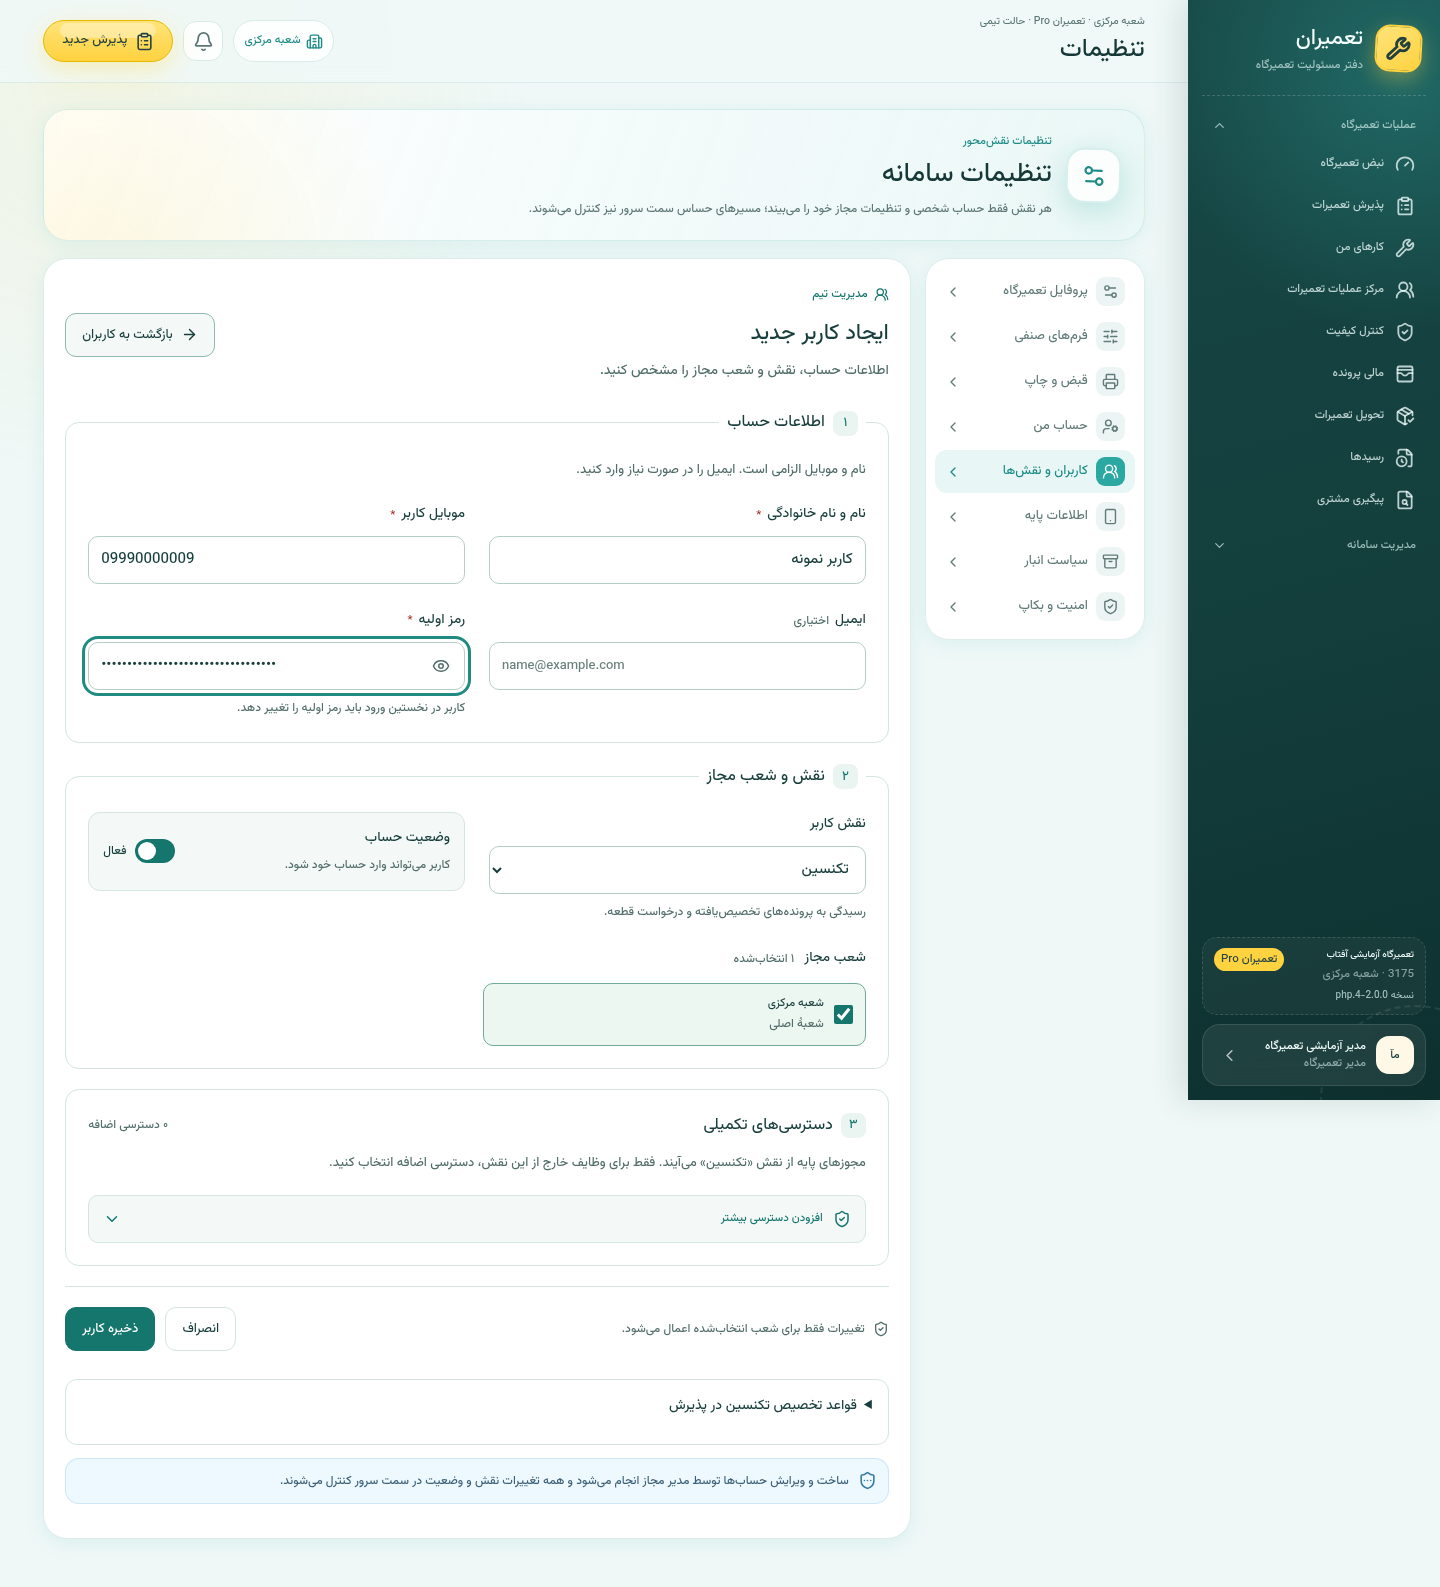 تعمیران
دفتر مسئولیت تعمیرگاه
عملیات تعمیرگاه
نبض تعمیرگاه
پذیرش تعمیرات
کارهای من
مرکز عملیات تعمیرات
کنترل کیفیت
مالی پرونده
تحویل تعمیرات
رسیدها
پیگیری مشتری
مدیریت سامانه
تعمیرگاه آزمایشی آفتاب
تعمیران Pro
3175 · شعبه مرکزی
نسخه php.4-2.0.0
مآ
مدیر آزمایشی تعمیرگاه
مدیر تعمیرگاه
شعبه مرکزی · تعمیران Pro · حالت تیمی
تنظیمات
شعبه مرکزی
پذیرش جدید
تنظیمات نقش‌محور
تنظیمات سامانه
هر نقش فقط حساب شخصی و تنظیمات مجاز خود را می‌بیند؛ مسیرهای حساس سمت سرور نیز کنترل می‌شوند.
پروفایل تعمیرگاه
فرم‌های صنفی
قبض و چاپ
حساب من
کاربران و نقش‌ها
اطلاعات پایه
سیاست انبار
امنیت و بکاپ
مدیریت تیم
ایجاد کاربر جدید
اطلاعات حساب، نقش و شعب مجاز را مشخص کنید.
بازگشت به کاربران
۱ اطلاعات حساب
نام و موبایل الزامی است. ایمیل را در صورت نیاز وارد کنید.
نام و نام خانوادگی *
کاربر نمونه
موبایل کاربر *
09990000009
ایمیل اختیاری
name@example.com
رمز اولیه *
••••••••••••••••••••••••••••••••••
کاربر در نخستین ورود باید رمز اولیه را تغییر دهد.
۲ نقش و شعب مجاز
نقش کاربر
تکنسین
رسیدگی به پرونده‌های تخصیص‌یافته و درخواست قطعه.
وضعیت حساب
کاربر می‌تواند وارد حساب خود شود.
فعال
شعب مجاز ۱ انتخاب‌شده
شعبه مرکزی
شعبهٔ اصلی
۳ دسترسی‌های تکمیلی
۰ دسترسی اضافه
مجوزهای پایه از نقش «تکنسین» می‌آیند. فقط برای وظایف خارج از این نقش، دسترسی اضافه انتخاب کنید.
افزودن دسترسی بیشتر
تغییرات فقط برای شعب انتخاب‌شده اعمال می‌شود.
انصراف
ذخیره کاربر
قواعد تخصیص تکنسین در پذیرش
ساخت و ویرایش حساب‌ها توسط مدیر مجاز انجام می‌شود و همه تغییرات نقش و وضعیت در سمت سرور کنترل می‌شوند.